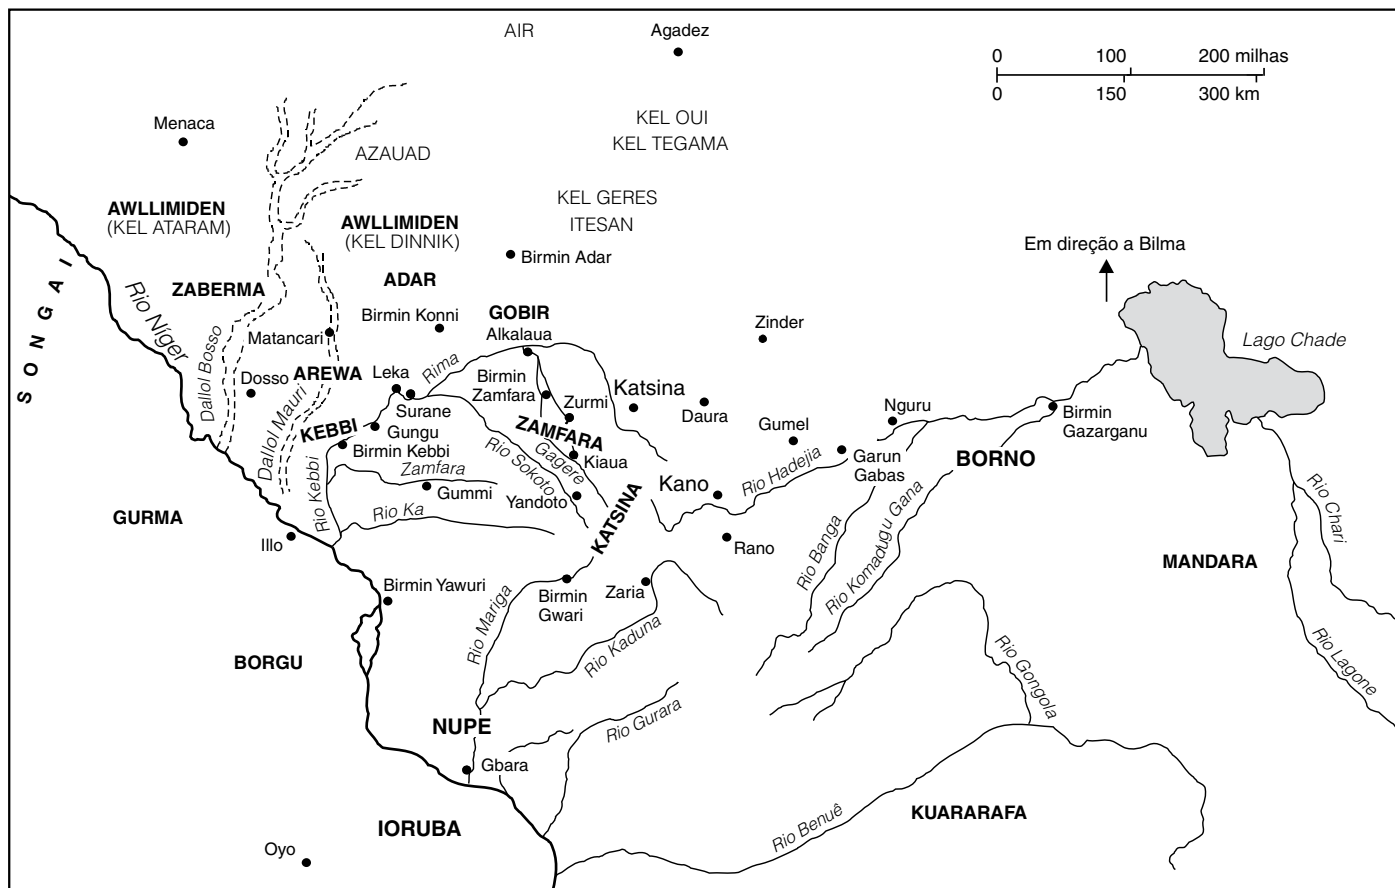 AIR
Agadez
0 100 200 milhas
0 150 300 km
Menaca
KEL OUI
KEL TEGAMA
AZAUAD
AWLLIMIDEN
(KEL ATARAM)
AWLLIMIDEN
(KEL DINNIK)
KEL GERES
ITESAN
Em direção a Bilma
Birmin Adar
SONGAI
Rio Níger
ZABERMA
ADAR
Birmin Konni
GOBIR
Alkalaua
Zinder
Lago Chade
Matancari
Dallol Bosso
Dosso
AREWA
Leka
Rima
Birmin
Zamfara
Katsina
Daura
Surane
Zurmi
Nguru
Birmin
Gazarganu
Dallol Mauri
KEBBI
Gungu
ZAMFARA
Gumel
Birmin Kebbi
Rio Sokoto
Gagere
Kiaua
Garun
Gabas
BORNO
Zamfara
Gummi
Yandoto
Kano
Rio Hadejia
Rio Kebbi
Rio Ka
KATSINA
Rio Chari
GURMA
Illo
Rano
Rio Banga
Rio Komadugu Gana
MANDARA
Birmin Yawuri
Birmin
Gwari
Zaria
Rio Mariga
Rio Kaduna
BORGU
Rio Gongola
Rio Lagone
NUPE
Rio Gurara
Gbara
IORUBA
Rio Benuê
KUARARAFA
Oyo